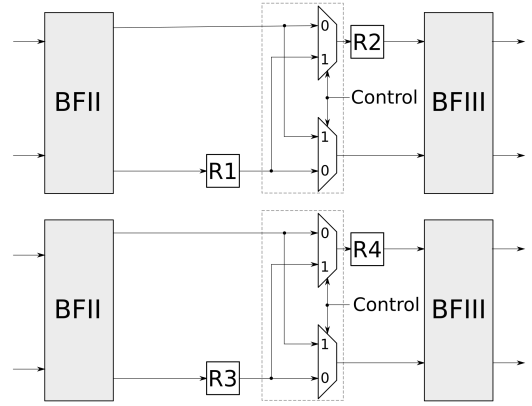 0
R2
1
BFII
Control
BFIII
1
R1
0
0
R4
1
BFII
Control
BFIII
1
R3
0